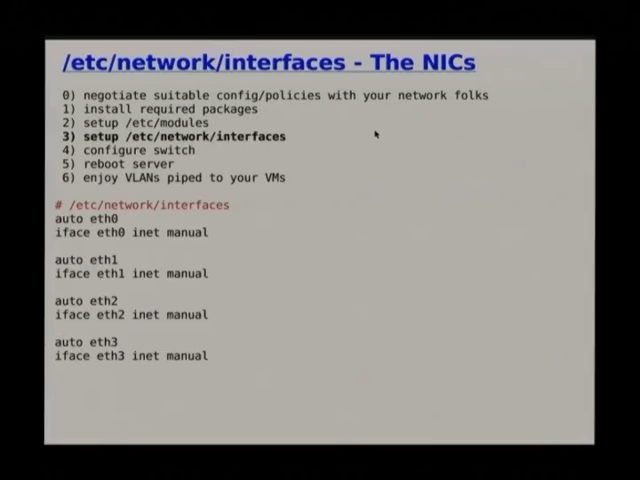 /etc/network/interfaces - The NICs
0) negotiate suitable config/policies with your network folks
1) install required packages
2) setup /etc/modules
3) setup /etc/network/interfaces
4) configure switch
5) reboot server
6) enjoy VLANs piped to your VMs
# /etc/network/interfaces
auto eth0
iface eth0 inet manual
auto eth1
iface eth1 inet manual
auto eth2
iface eth2 inet manual
auto eth3
iface eth3 inet manual